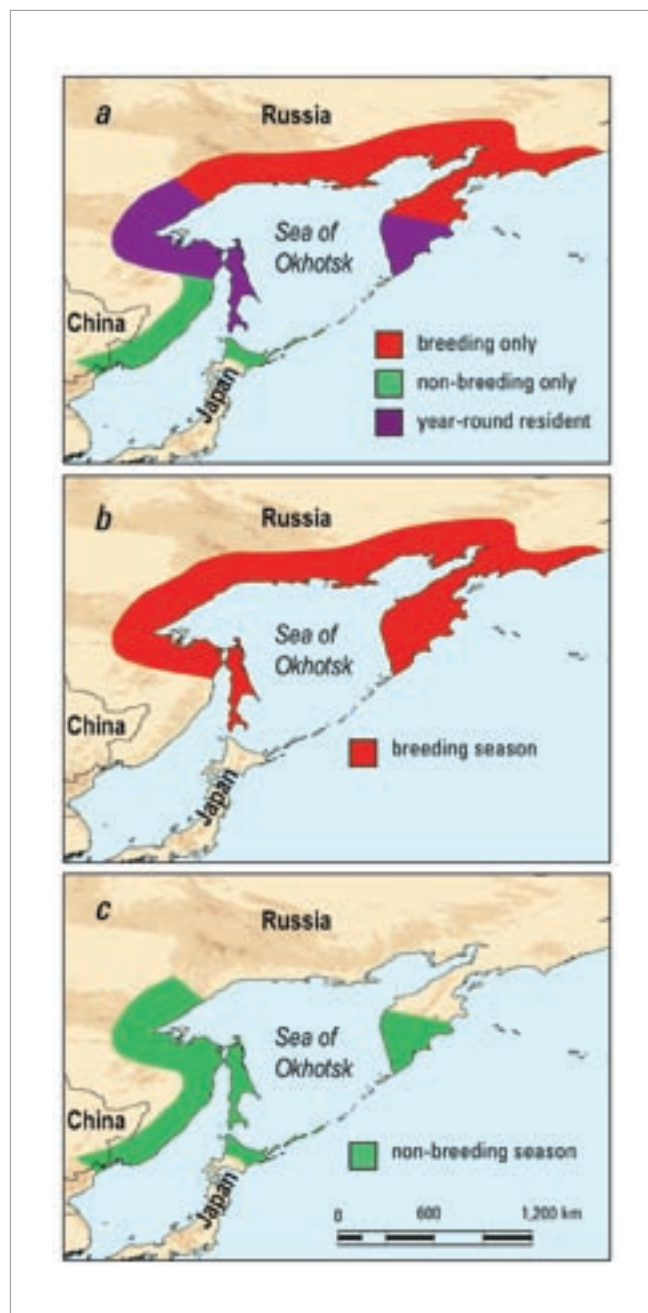 a
Russia
Sea of
Okhotsk
China
Japan
breeding only
non-breeding only
year-round resident
b
Russia
Sea of
Okhotsk
China
Japan
breeding season
c
Russia
Sea of
Okhotsk
China
Japan
non-breeding season
0 600 1,200 km